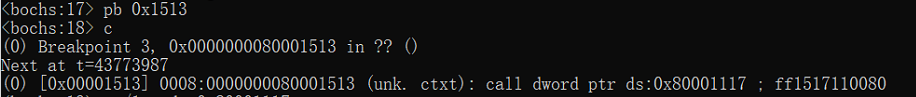 <bochs:17> pb 0x1513
<bochs:18> c
(0) Breakpoint 3, 0x0000000080001513 in ?? ()
Next at t=43773987
(0) [0x00001513] 0008:0000000080001513 (unk. ctxt): call dword ptr ds:0x80001117 ; ff1517110080